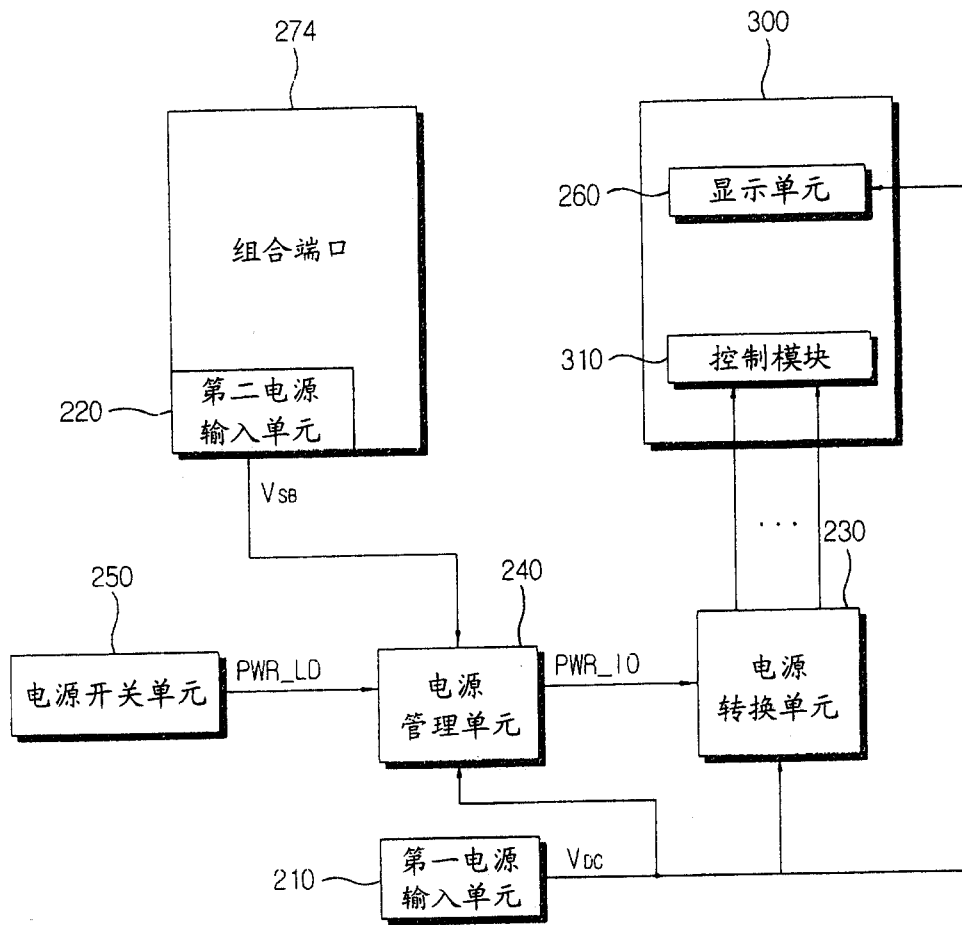 274
300
260
显示单元
组合端口
310
控制模块
220
第二电源
输入单元
VSB
...
230
250
240
电源开关单元
PWR_LD
电源
管理单元
PWR_IO
电源
转换单元
210
第一电源
输入单元
VDC